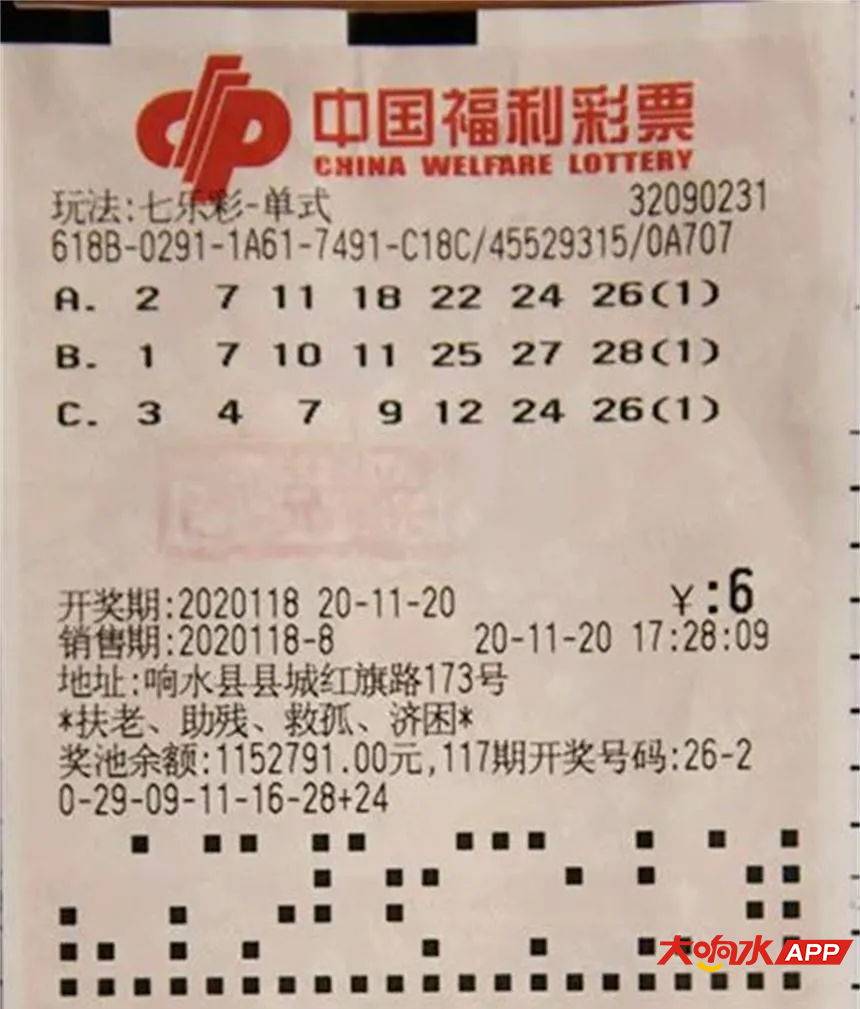 中国福利彩票
CHINA WELFARE LOTTERY
玩法:七乐彩-单式 32090231
618B-0291-1A61-7491-C18C/45529315/0A707
A. 2 7 11 18 22 24 26(1)
B. 1 7 10 11 25 27 28(1)
C. 3 4 7 9 12 24 26(1)
开奖期:2020118 20-11-20 ¥:6
销售期:2020118-8 20-11-20 17:28:09
地址:响水县县城红旗路173号
*扶老、助残、救孤、济困*
奖池余额:1152791.00元,117期开奖号码:26-2
0-29-09-11-16-28+24
大响水 APP